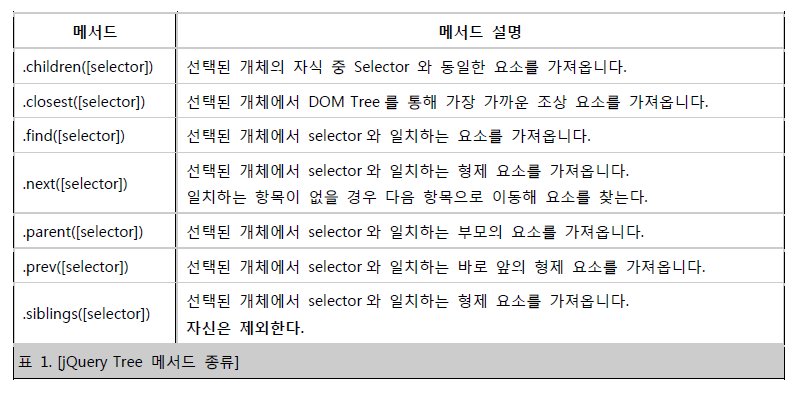 메서드 메서드 설명
.children([selector]) 선택된 개체의 자식 중 Selector 와 동일한 요소를 가져옵니다.
.closest([selector]) 선택된 개체에서 DOM Tree 를 통해 가장 가까운 조상 요소를 가져옵니다.
.find([selector]) 선택된 개체에서 selector 와 일치하는 요소를 가져옵니다.
.next([selector]) 선택된 개체에서 selector 와 일치하는 형제 요소를 가져옵니다.
일치하는 항목이 없을 경우 다음 항목으로 이동해 요소를 찾는다.
.parent([selector]) 선택된 개체에서 selector 와 일치하는 부모의 요소를 가져옵니다.
.prev([selector]) 선택된 개체에서 selector 와 일치하는 바로 앞의 형제 요소를 가져옵니다.
.siblings([selector]) 선택된 개체에서 selector 와 일치하는 형제 요소를 가져옵니다.
자신은 제외한다.
표 1. [jQuery Tree 메서드 종류]